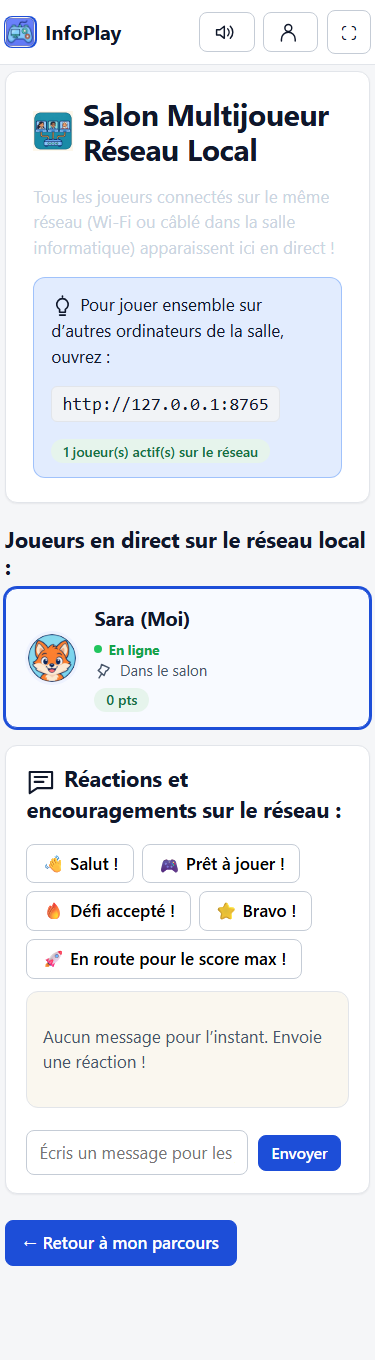 InfoPlay
Salon Multijoueur
Réseau Local
Tous les joueurs connectés sur le même
réseau (Wi-Fi ou câblé dans la salle
informatique) apparaissent ici en direct !
Pour jouer ensemble sur
d’autres ordinateurs de la salle,
ouvrez :
http://127.0.0.1:8765
1 joueur(s) actif(s) sur le réseau
Joueurs en direct sur le réseau local
:
Sara (Moi)
En ligne
Dans le salon
0 pts
Réactions et
encouragements sur le réseau :
Salut !
Prêt à jouer !
Défi accepté !
Bravo !
En route pour le score max !
Aucun message pour l’instant. Envoie
une réaction !
Écris un message pour les
Envoyer
← Retour à mon parcours